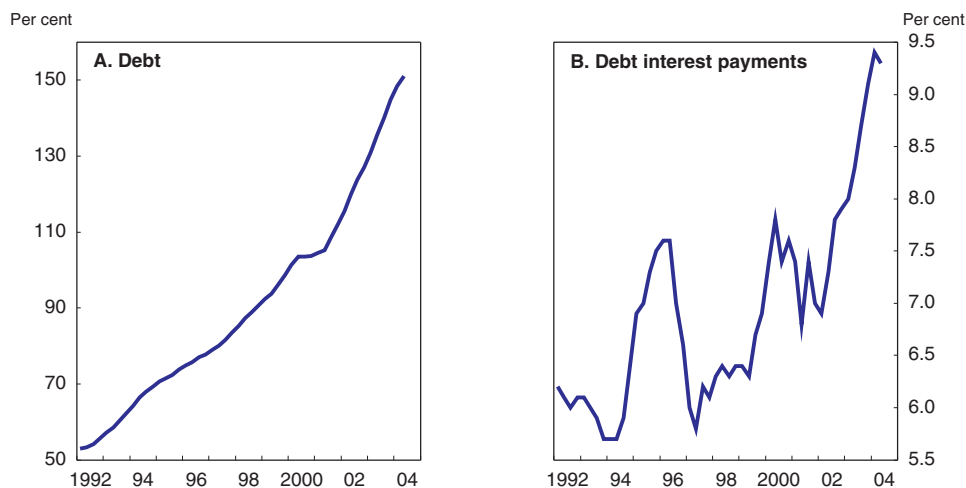 Per cent
Per cent
A. Debt
B. Debt interest payments
9.5
150
9.0
130
8.5
8.0
110
7.5
90
7.0
6.5
70
6.0
50
5.5
1992 94 96 98 2000 02 04
1992 94 96 98 2000 02 04